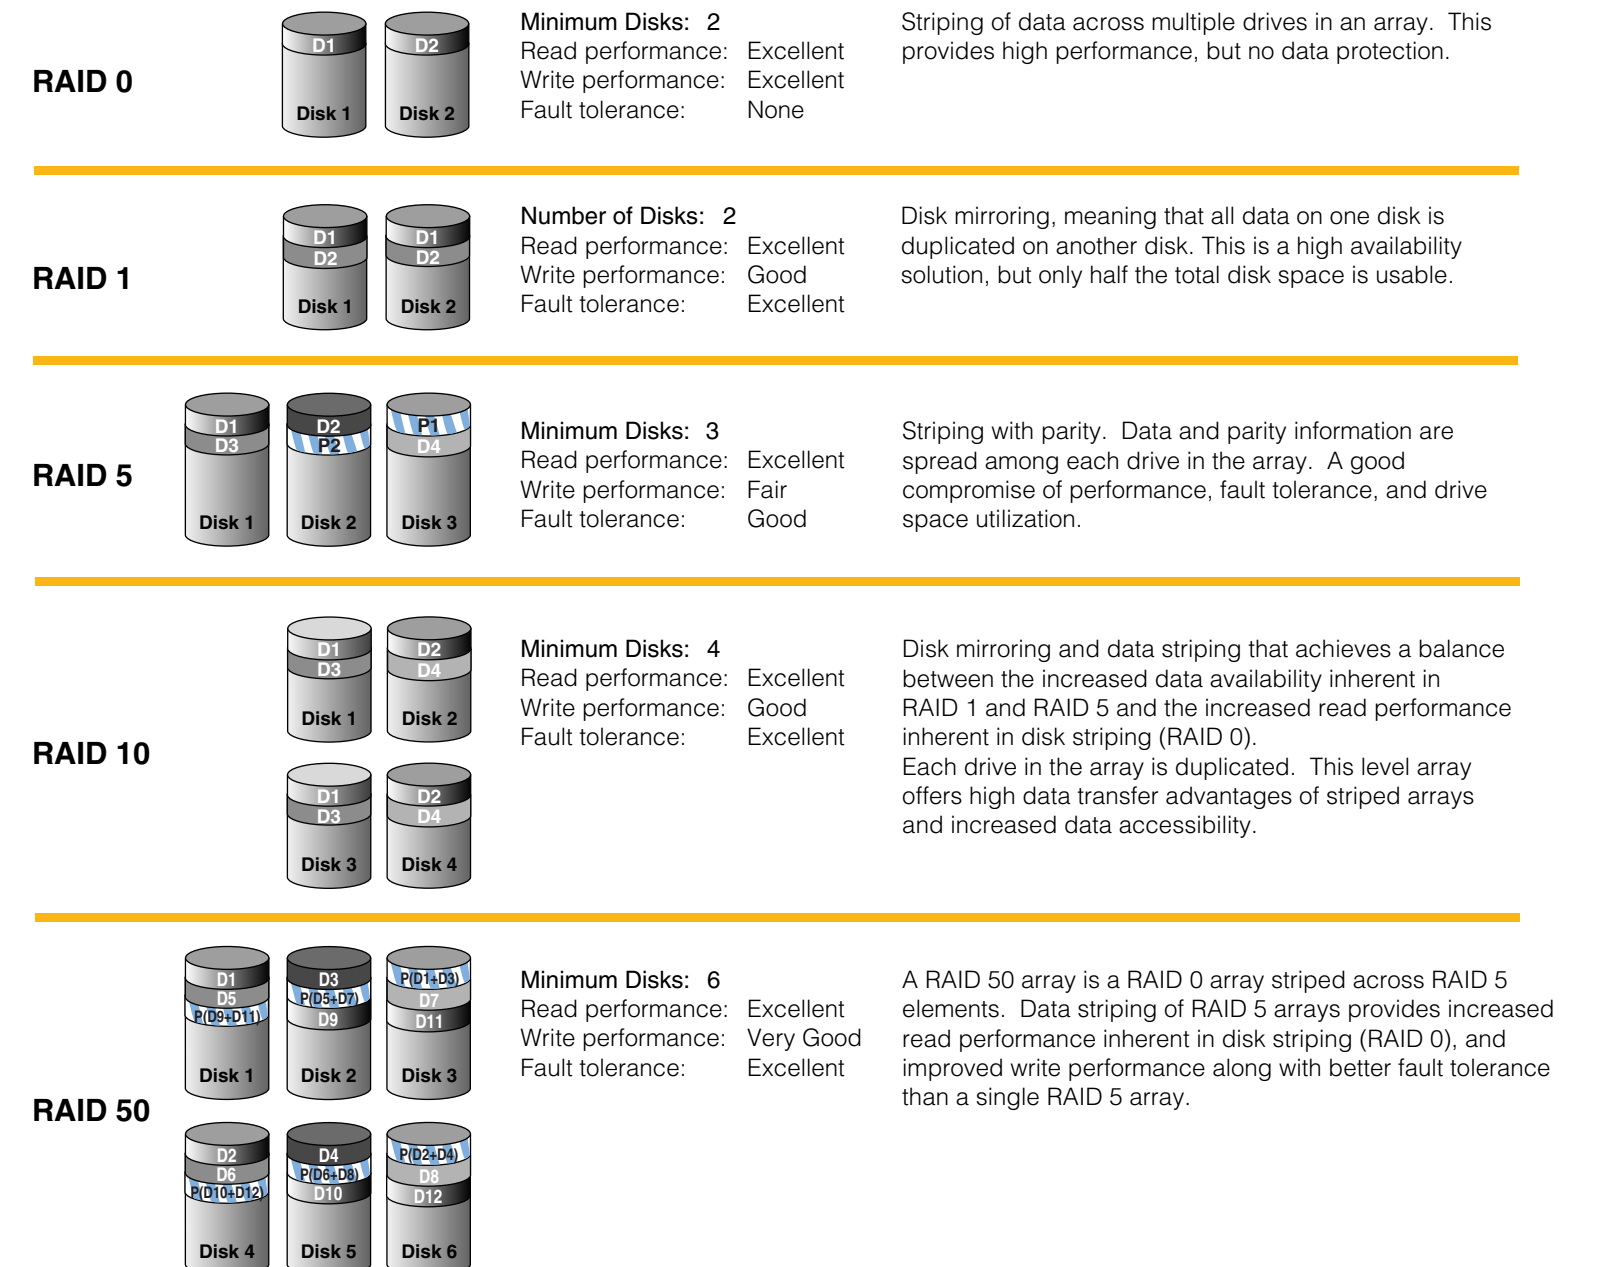 RAID 0
D1
D2
Disk 1
Disk 2
Minimum Disks: 2
Read performance: Excellent
Write performance: Excellent
Fault tolerance: None
Striping of data across multiple drives in an array. This
provides high performance, but no data protection.
RAID 1
D1
D2
Disk 1
D1
D2
Disk 2
Number of Disks: 2
Read performance: Excellent
Write performance: Good
Fault tolerance: Excellent
Disk mirroring, meaning that all data on one disk is
duplicated on another disk. This is a high availability
solution, but only half the total disk space is usable.
RAID 5
D1
D3
Disk 1
D2
P2
Disk 2
P1
D4
Disk 3
Minimum Disks: 3
Read performance: Excellent
Write performance: Fair
Fault tolerance: Good
Striping with parity. Data and parity information are
spread among each drive in the array. A good
compromise of performance, fault tolerance, and drive
space utilization.
RAID 10
D1
D3
Disk 1
D2
D4
Disk 2
D1
D3
Disk 3
D2
D4
Disk 4
Minimum Disks: 4
Read performance: Excellent
Write performance: Good
Fault tolerance: Excellent
Disk mirroring and data striping that achieves a balance
between the increased data availability inherent in
RAID 1 and RAID 5 and the increased read performance
inherent in disk striping (RAID 0).
Each drive in the array is duplicated. This level array
offers high data transfer advantages of striped arrays
and increased data accessibility.
RAID 50
D1
D5
P(D9+D11)
Disk 1
D3
P(D5+D7)
D9
Disk 2
P(D1+D3)
D7
D11
Disk 3
D2
D6
P(D10+D12)
Disk 4
D4
P(D6+D8)
D10
Disk 5
P(D2+D4)
D8
D12
Disk 6
Minimum Disks: 6
Read performance: Excellent
Write performance: Very Good
Fault tolerance: Excellent
A RAID 50 array is a RAID 0 array striped across RAID 5
elements. Data striping of RAID 5 arrays provides increased
read performance inherent in disk striping (RAID 0), and
improved write performance along with better fault tolerance
than a single RAID 5 array.